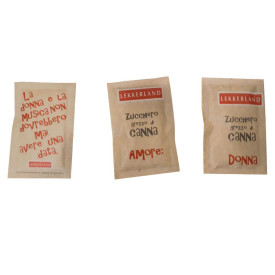 La
donna e la
musica non
dovrebbero
mai
avere una
data.
LEKKERLAND
LEKKERLAND
Zucchero
grezzo di
CANNA
AMORE:
LEKKERLAND
Zucchero
grezzo di
CANNA
DONNA